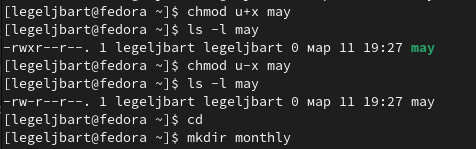 [legeljbart@fedora ~]$ chmod u+x may
[legeljbart@fedora ~]$ ls -l may
-rwxr--r--. 1 legeljbart legeljbart 0 мар 11 19:27 may
[legeljbart@fedora ~]$ chmod u-x may
[legeljbart@fedora ~]$ ls -l may
-rw-r--r--. 1 legeljbart legeljbart 0 мар 11 19:27 may
[legeljbart@fedora ~]$ cd
[legeljbart@fedora ~]$ mkdir monthly